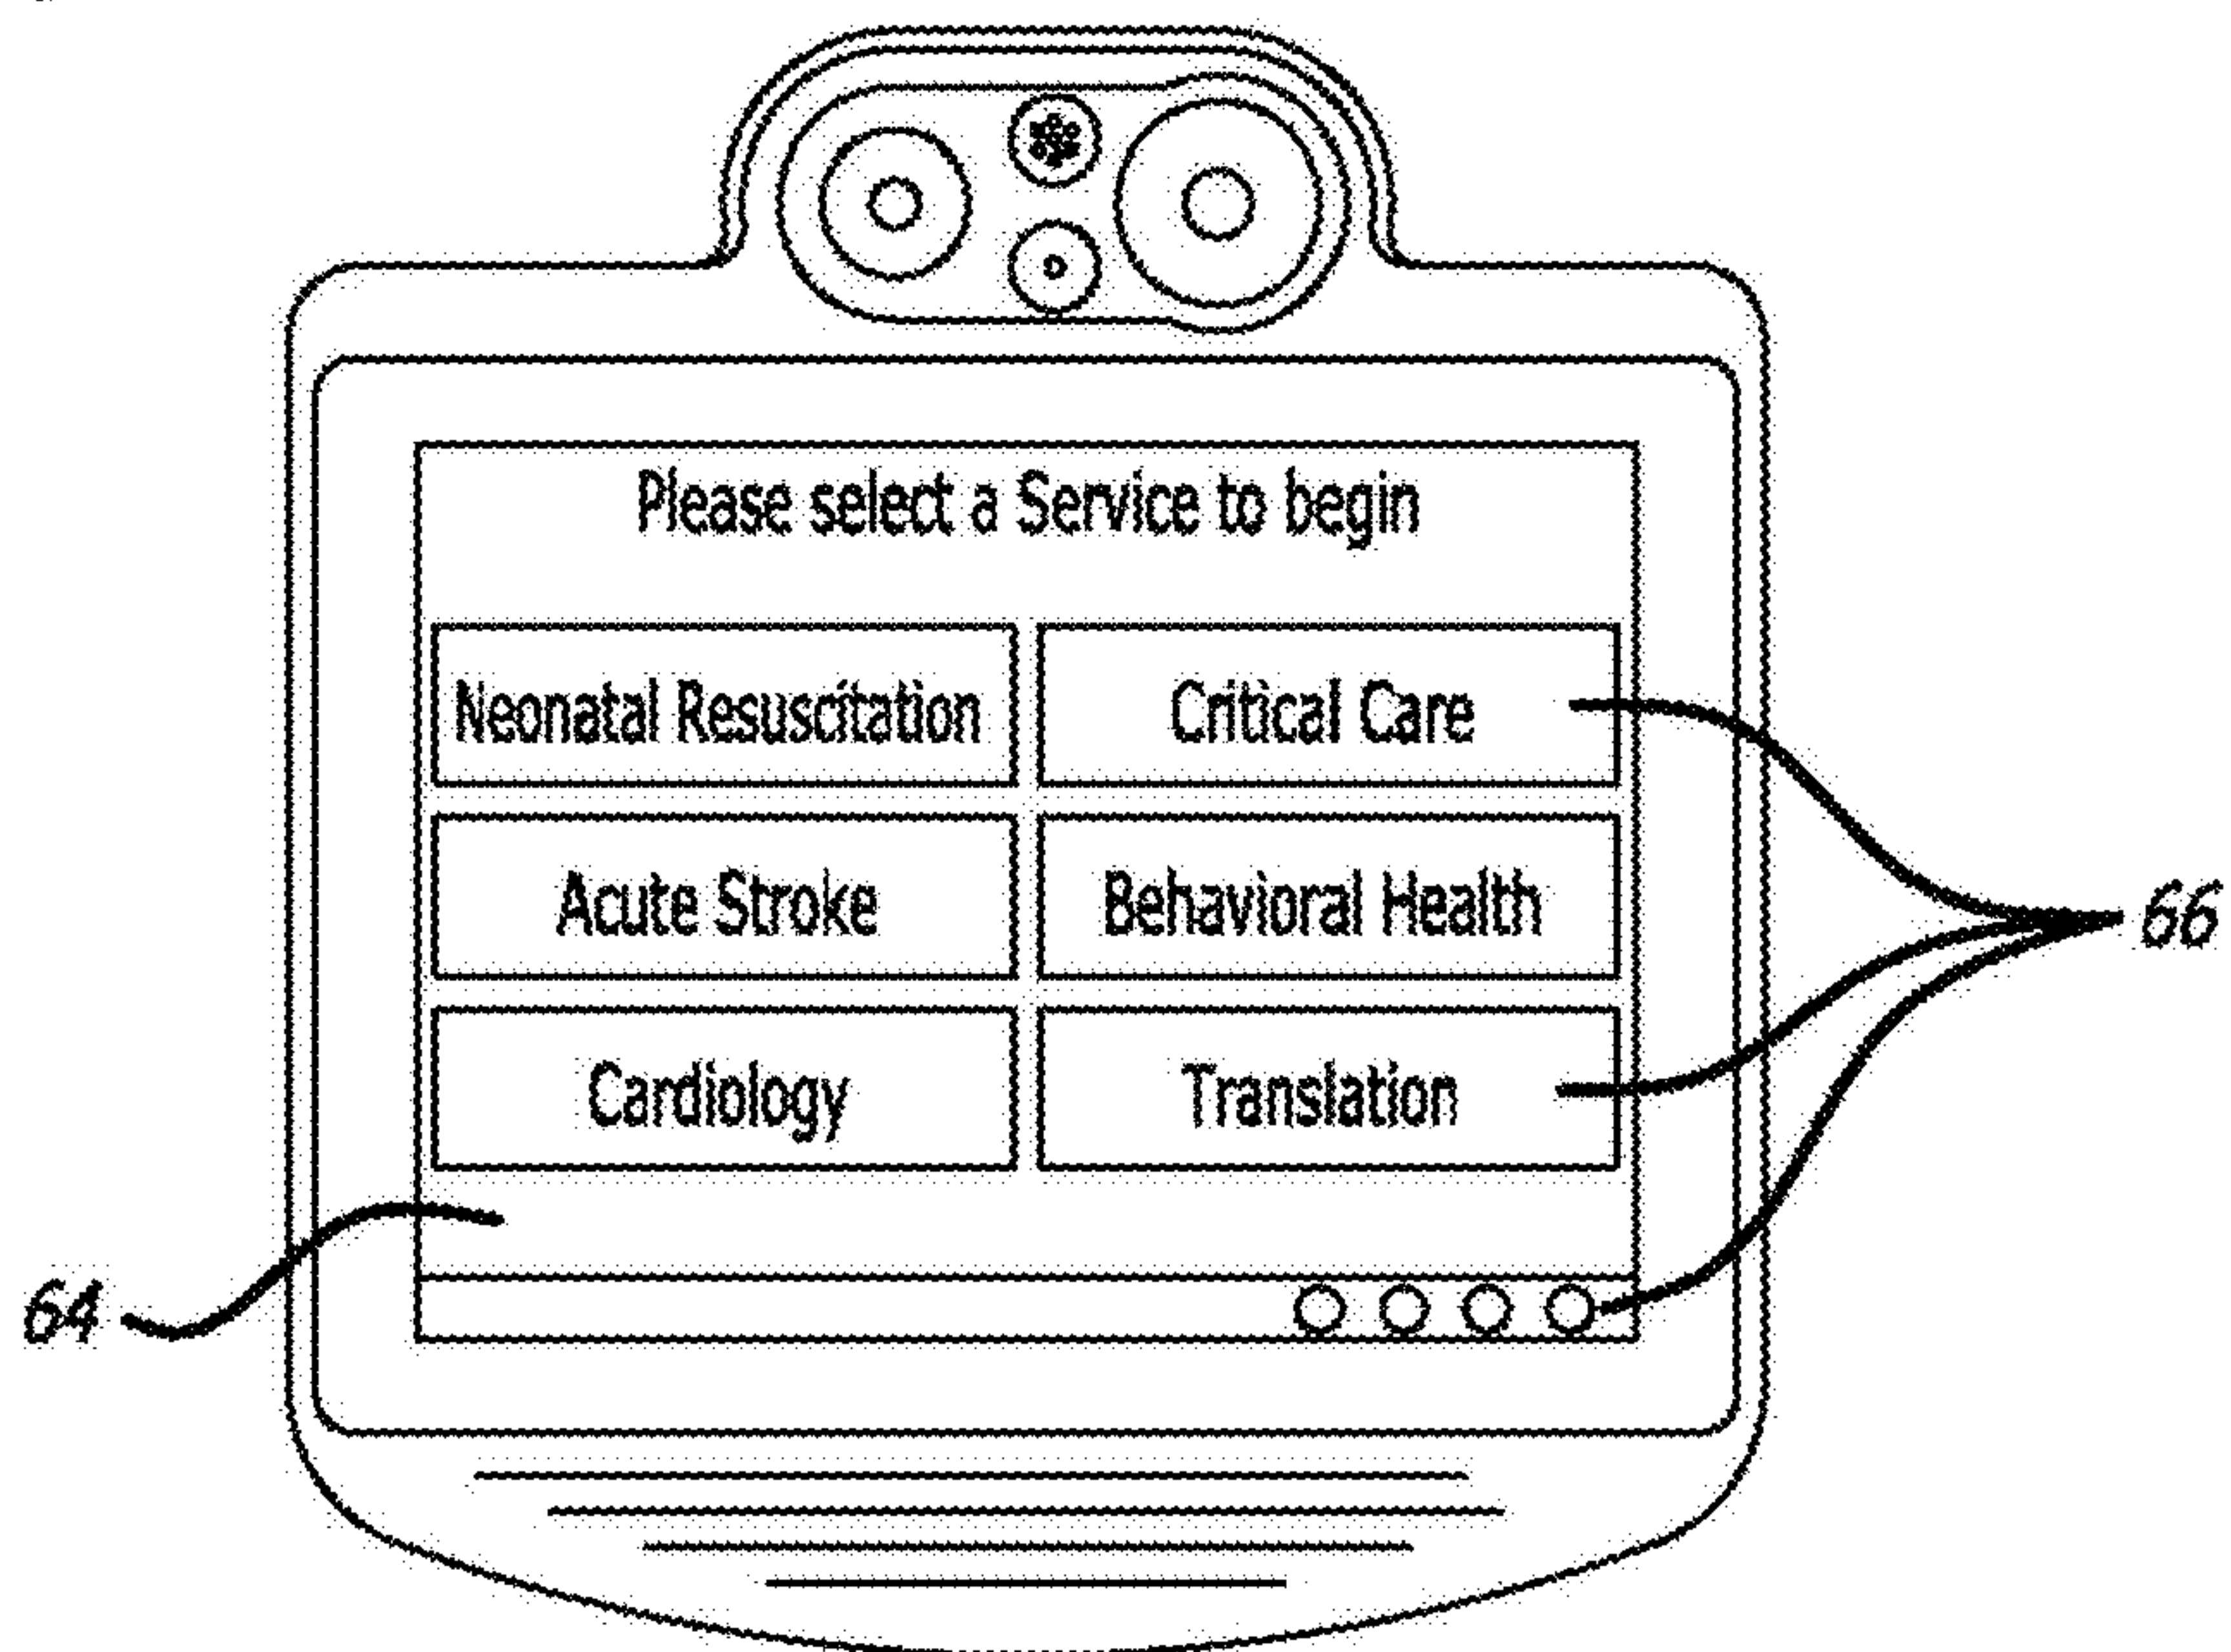 Please select a Service to begin
Neonatal Resuscitation
Critical Care
Acute Stroke
Behavioral Health
66
Cardiology
Translation
64